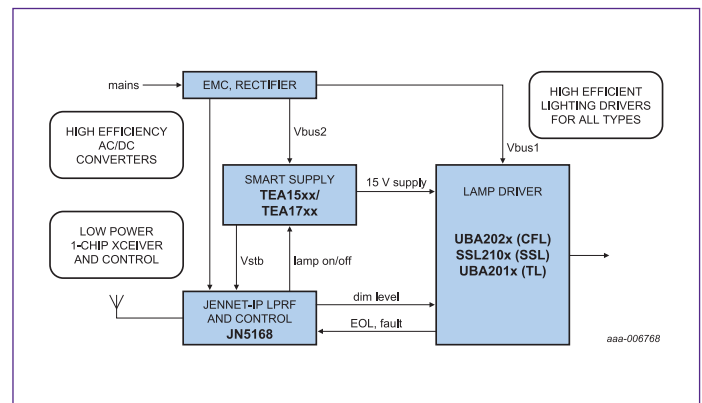 mains
EMC, RECTIFIER
HIGH EFFICIENT
LIGHTING DRIVERS
FOR ALL TYPES
HIGH EFFICIENCY
AC/DC
CONVERTERS
Vbus2
Vbus1
SMART SUPPLY
TEA15xx/
TEA17xx
15 V supply
LAMP DRIVER
UBA202x (CFL)
SSL210x (SSL)
UBA201x (TL)
LOW POWER
1-CHIP XCEIVER
AND CONTROL
Vstb
lamp on/off
JENNET-IP LPRF
AND CONTROL
JN5168
dim level
EOL, fault
aaa-006768